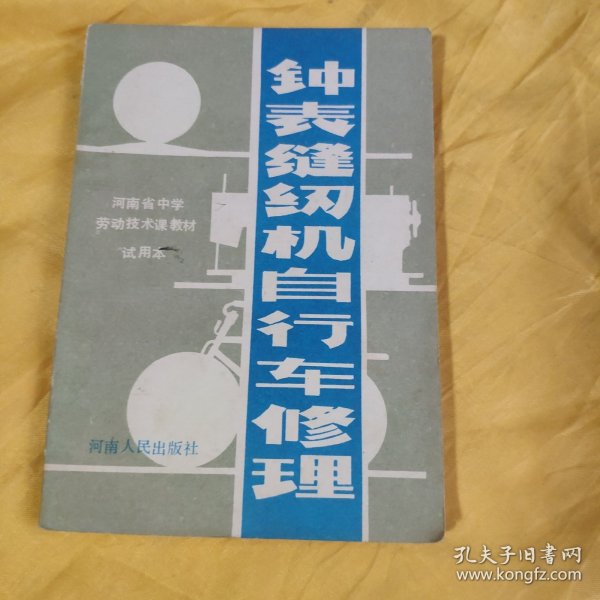 钟表缝纫机自行车修理
河南省中学
劳动技术课教材
试用本
河南人民出版社
孔夫子旧书网
www.kongfz.com